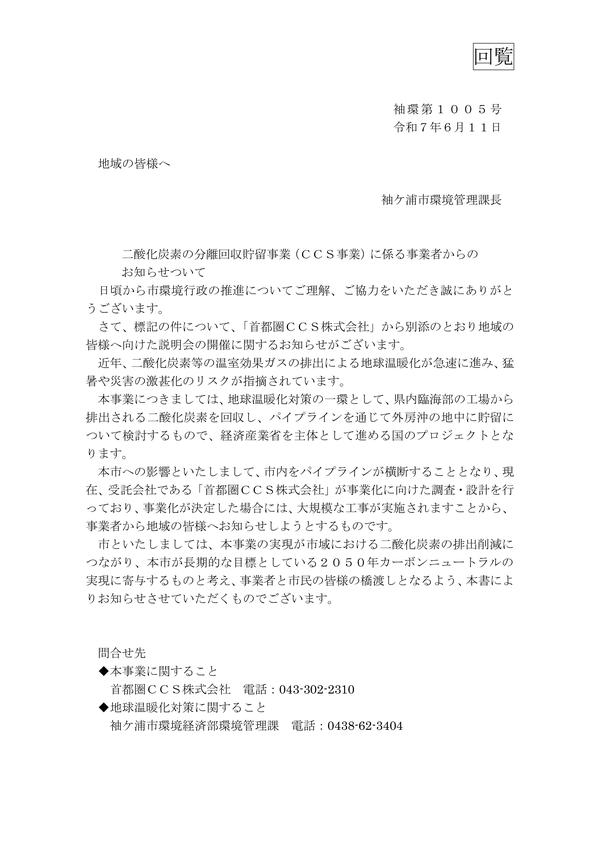 回覧
袖環第１００５号
令和７年６月１１日
地域の皆様へ
袖ケ浦市環境管理課長
二酸化炭素の分離回収貯留事業（ＣＣＳ事業）に係る事業者からの
お知らせついて
日頃から市環境行政の推進についてご理解、ご協力をいただき誠にありがと
うございます。
さて、標記の件について、「首都圏ＣＣＳ株式会社」から別添のとおり地域の
皆様へ向けた説明会の開催に関するお知らせがございます。
近年、二酸化炭素等の温室効果ガスの排出による地球温暖化が急速に進み、猛
暑や災害の激甚化のリスクが指摘されています。
本事業につきましては、地球温暖化対策の一環として、県内臨海部の工場から
排出される二酸化炭素を回収し、パイプラインを通じて外房沖の地中に貯留に
ついて検討するもので、経済産業省を主体として進める国のプロジェクトとな
ります。
本市への影響といたしまして、市内をパイプラインが横断することとなり、現
在、受託会社である「首都圏ＣＣＳ株式会社」が事業化に向けた調査・設計を行
っており、事業化が決定した場合には、大規模な工事が実施されますことから、
事業者から地域の皆様へお知らせしようとするものです。
市といたしましては、本事業の実現が市域における二酸化炭素の排出削減に
つながり、本市が長期的な目標としている２０５０年カーボンニュートラルの
実現に寄与するものと考え、事業者と市民の皆様の橋渡しとなるよう、本書によ
りお知らせさせていただくものでございます。
問合せ先
◆本事業に関すること
首都圏ＣＣＳ株式会社　電話：043-302-2310
◆地球温暖化対策に関すること
袖ケ浦市環境経済部環境管理課　電話：0438-62-3404